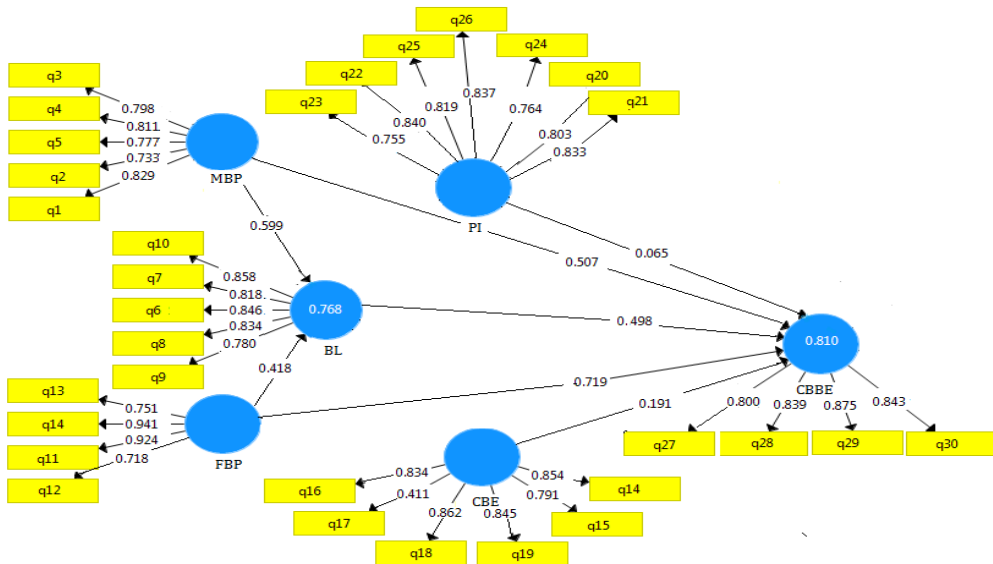 q26
q25
q24
q22
q20
q23
q21
0.837
0.819
0.764
0.840
0.803
0.755
0.833
PI
q3
q4
q5
q2
q1
0.798
0.811
0.777
0.733
0.829
MBP
0.599
0.507
0.065
q10
q7
q6
q8
q9
0.858
0.818
0.846
0.834
0.780
0.768
BL
0.498
0.418
0.810
CBBE
q13
q14
q11
q12
0.751
0.941
0.924
0.718
FBP
0.719
0.191
0.800
0.839
0.875
0.843
q27
q28
q29
q30
q16
q17
q18
q19
q15
q14
0.834
0.411
0.862
0.845
0.791
0.854
CBE